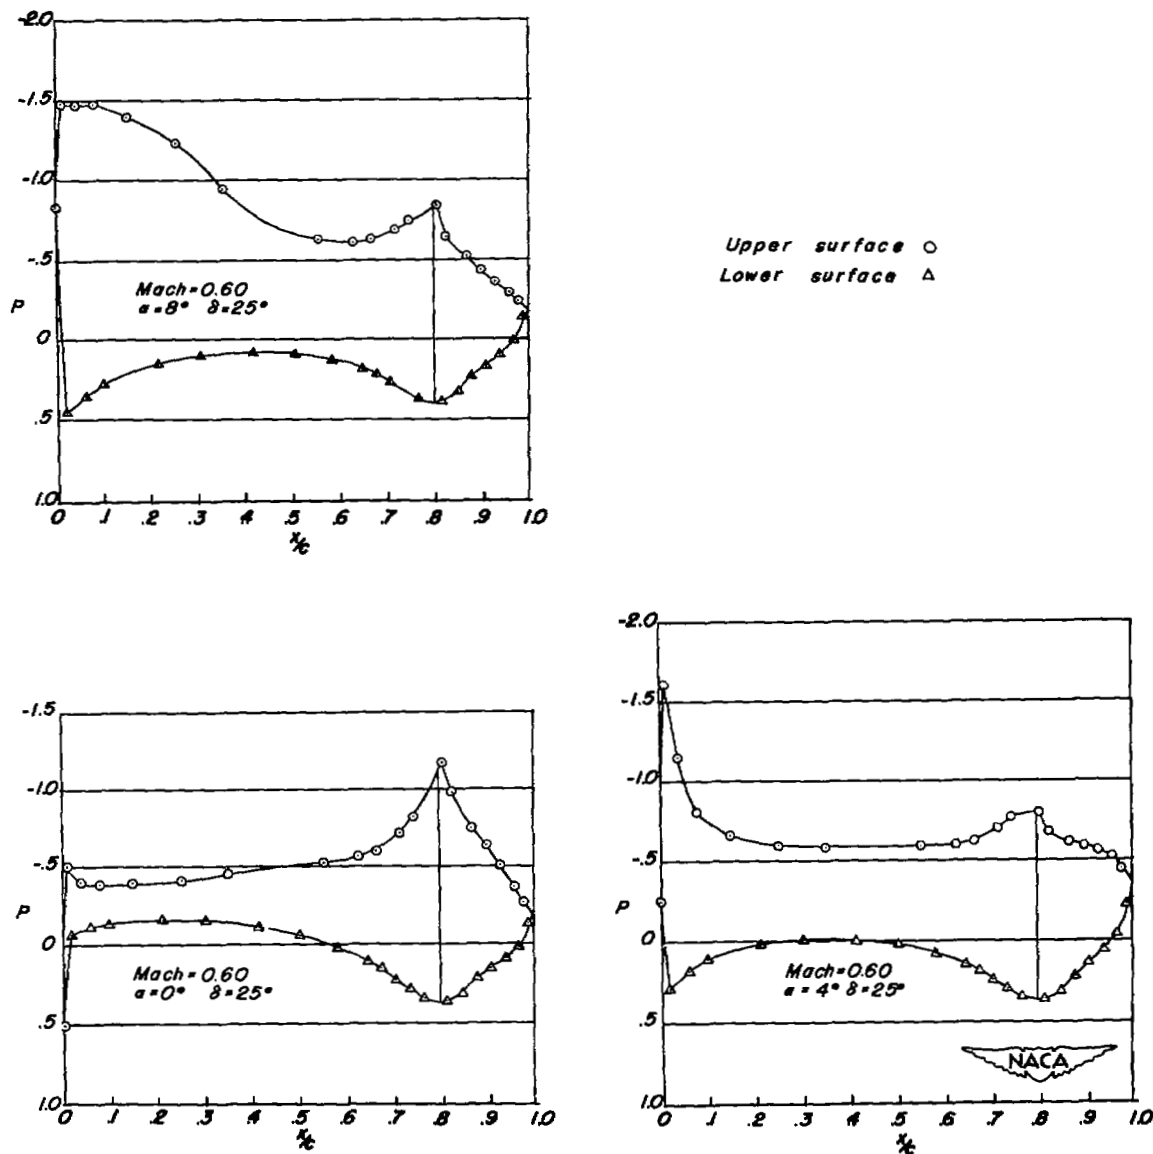 -2.0
-1.5
-1.0
-.5
P
0
.5
1.0
Mach=0.60
α=8° δ=25°
0 .1 .2 .3 .4 .5 .6 .7 .8 .9 1.0
x/c
Upper surface ○
Lower surface △
-1.5
-1.0
-.5
P
0
.5
1.0
Mach=0.60
α=0° δ=25°
0 .1 .2 .3 .4 .5 .6 .7 .8 .9 1.0
x/c
-2.0
-1.5
-1.0
-.5
P
0
.5
1.0
Mach=0.60
α=4° δ=25°
NACA
0 .1 .2 .3 .4 .5 .6 .7 .8 .9 1.0
x/c